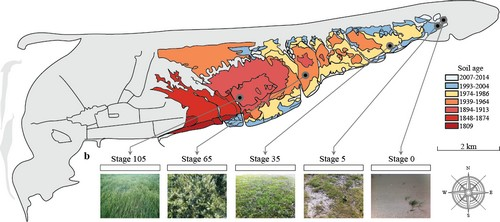 Soil age
2007-2014
1993-2004
1974-1986
1939-1964
1894-1913
1848-1874
1809
2 km
b
Stage 105
Stage 65
Stage 35
Stage 5
Stage 0
N
W
E
S